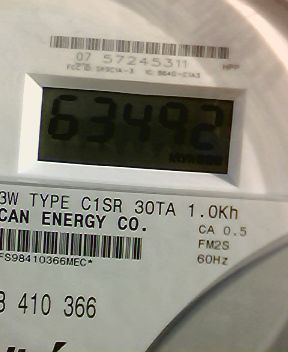 07 57245311
HPP
63492
3W TYPE C1SR 30TA 1.0Kh
CAN ENERGY CO.
CA 0.5
FM2S
60Hz
FS98410366MEC*
3 410 366